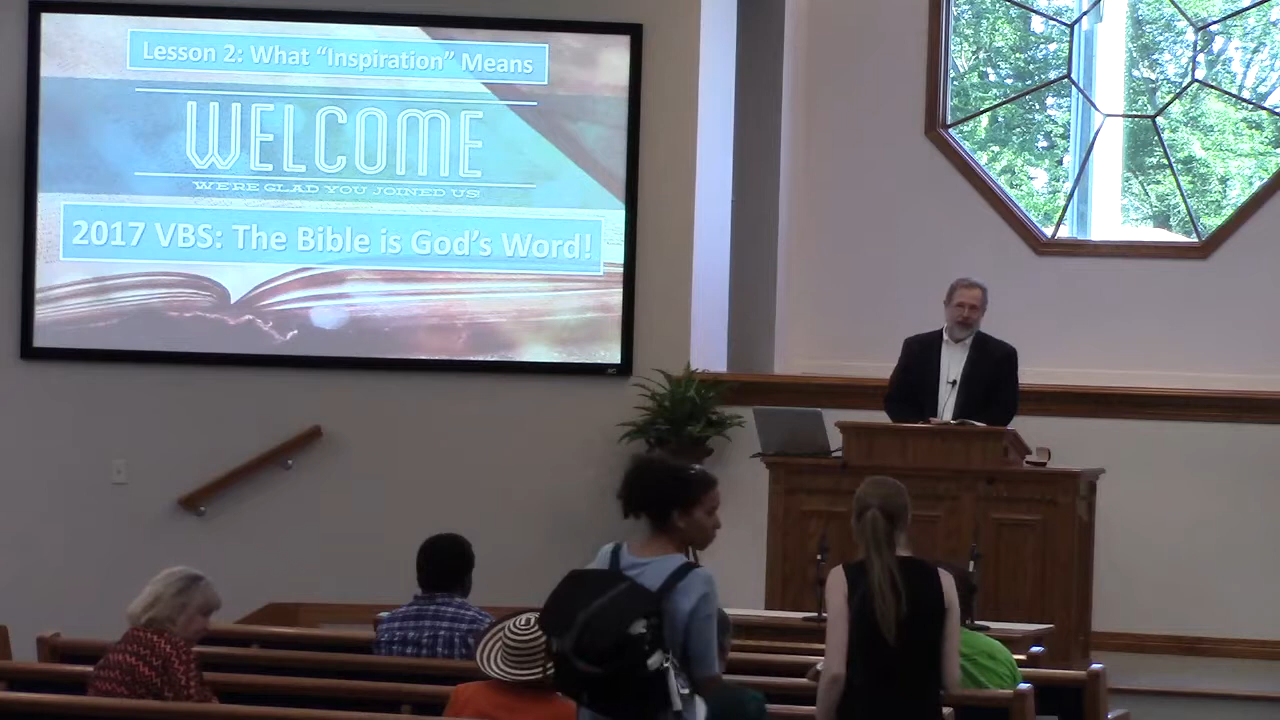 Lesson 2: What “Inspiration” Means
WELCOME
WE'RE GLAD YOU JOINED US!
2017 VBS: The Bible is God’s Word!